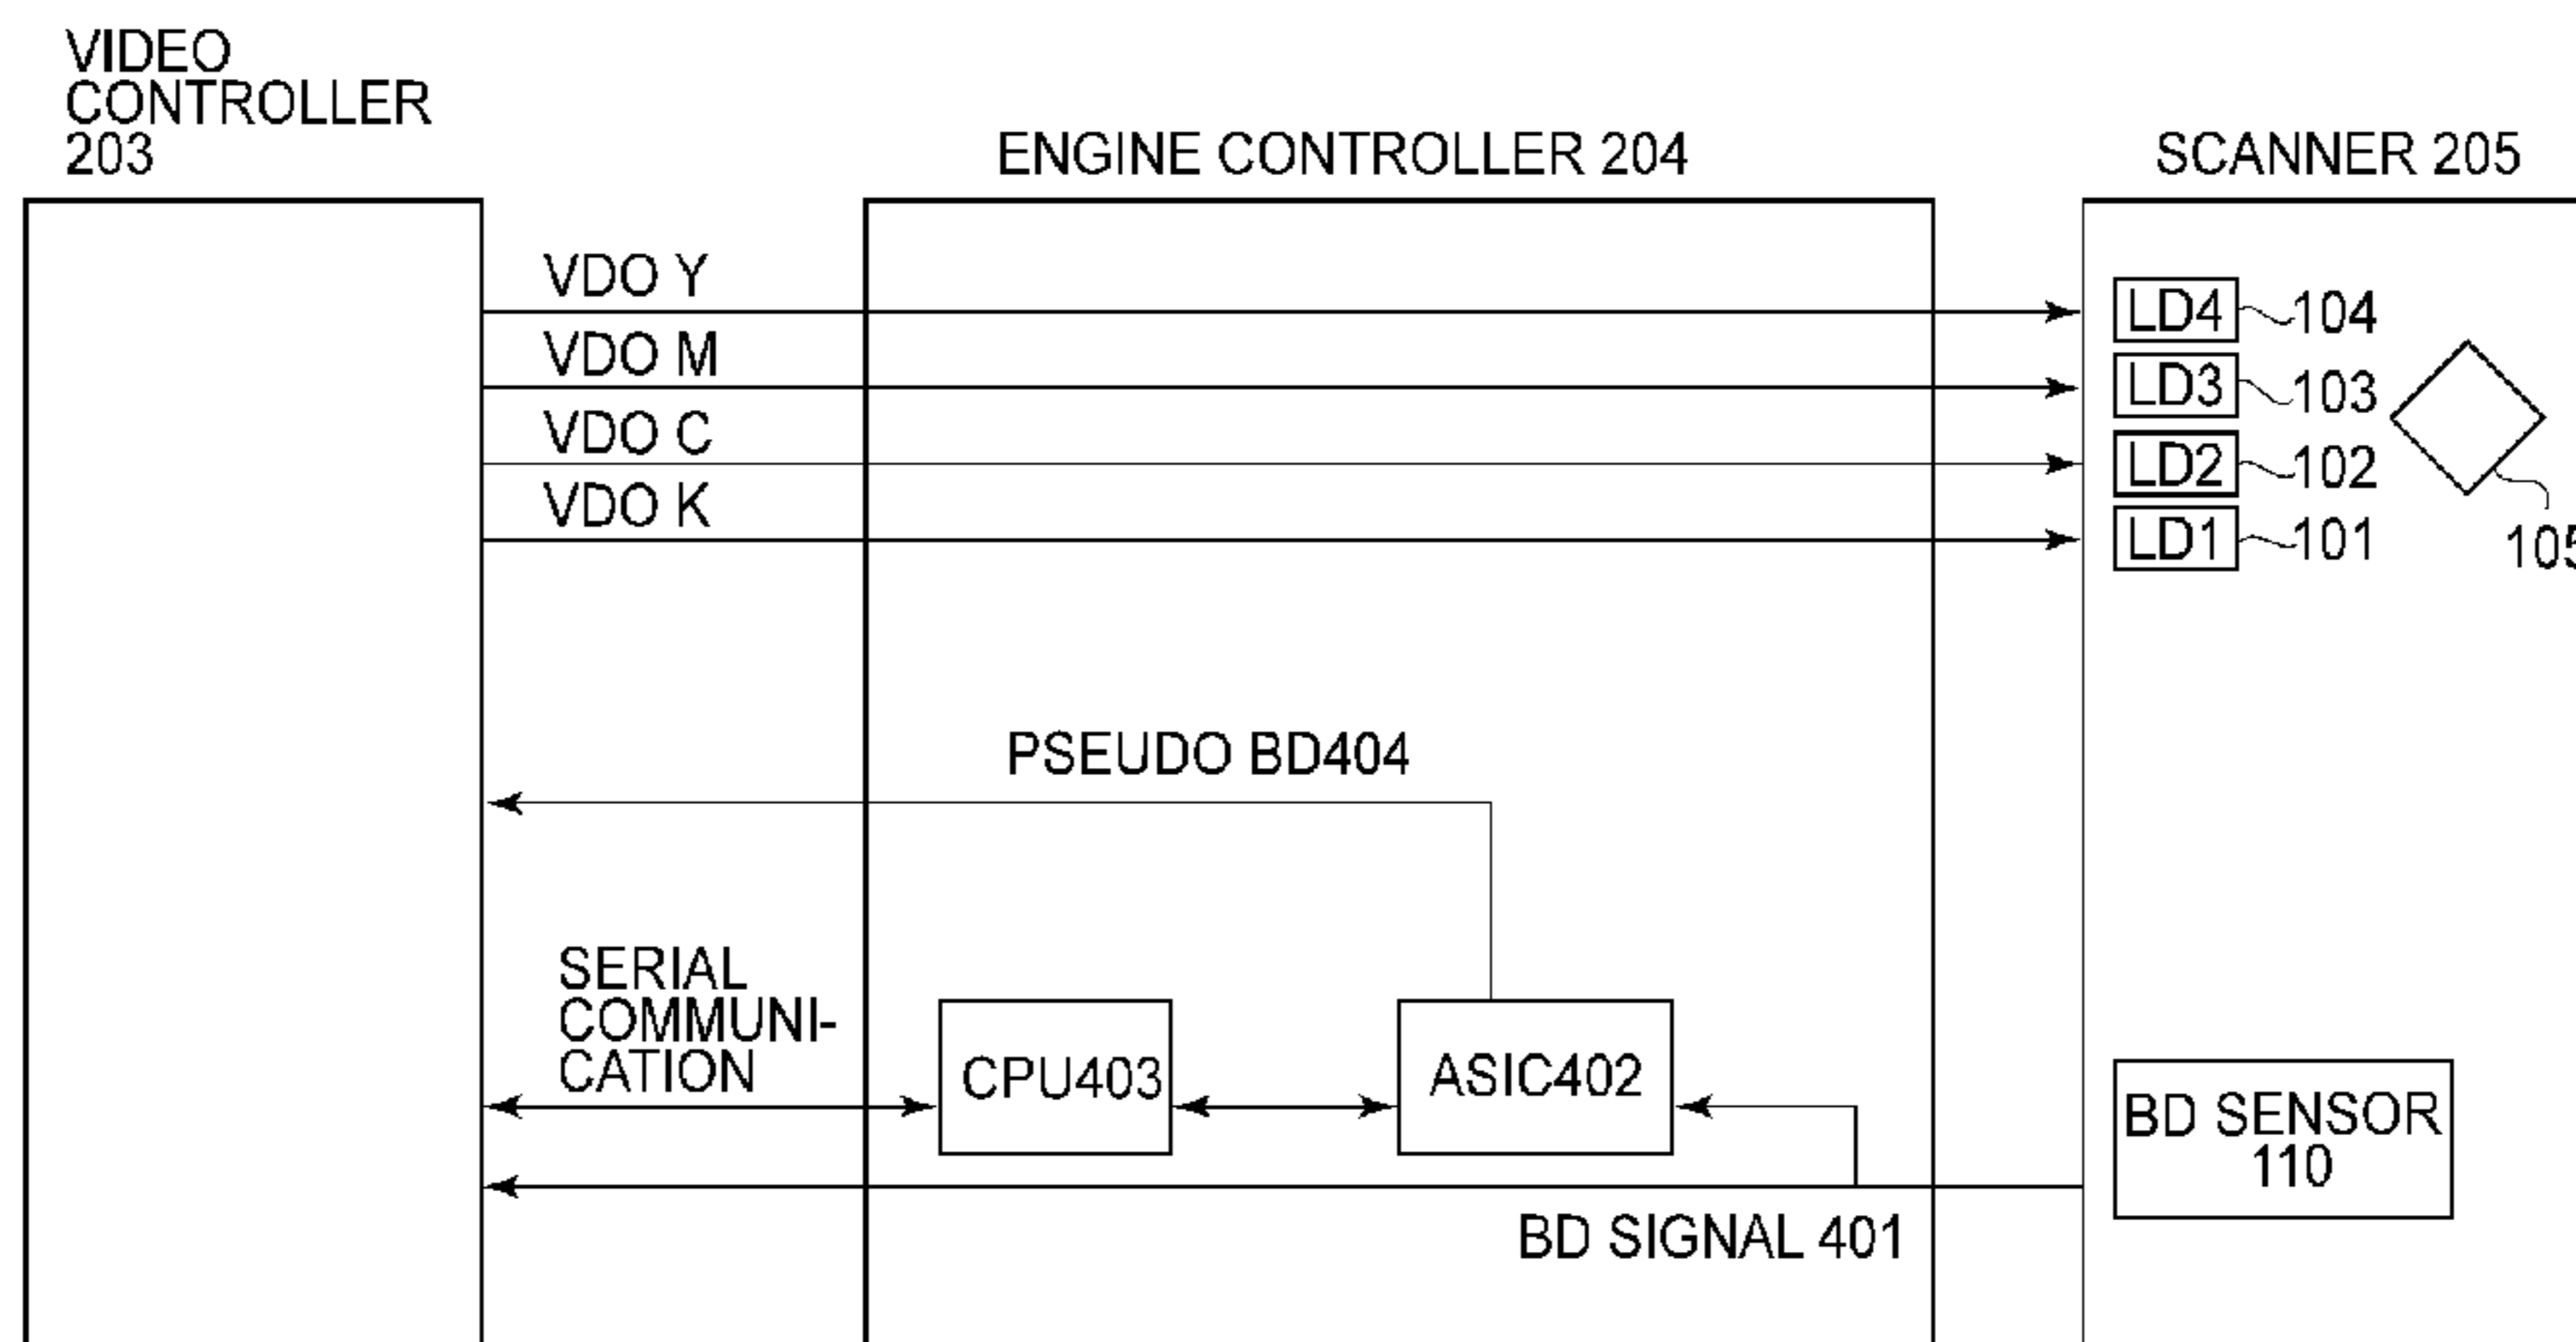 VIDEO
CONTROLLER
203
ENGINE CONTROLLER 204
SCANNER 205
VDO Y
VDO M
VDO C
VDO K
LD4
104
LD3
103
LD2
102
LD1
101
105
PSEUDO BD404
SERIAL
COMMUNI-
CATION
CPU403
ASIC402
BD SENSOR
110
BD SIGNAL 401